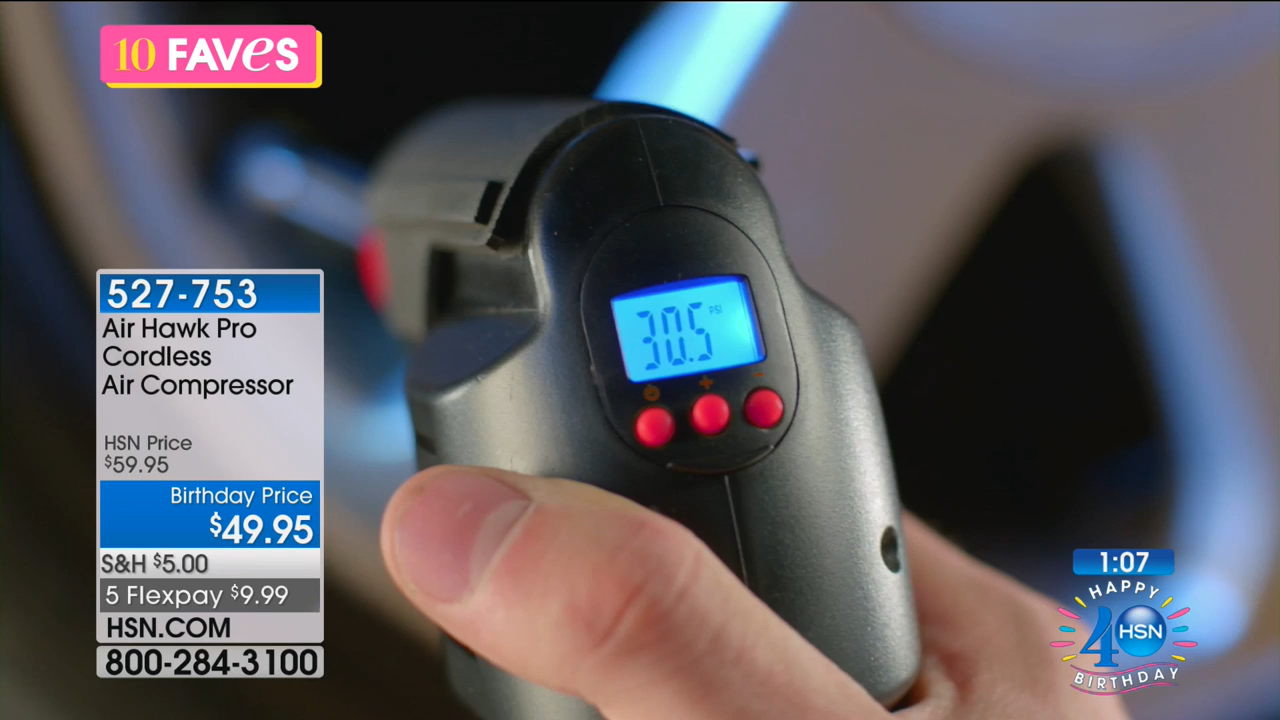 10 FAVES
527-753
Air Hawk Pro
Cordless
Air Compressor
HSN Price
$59.95
Birthday Price
$49.95
S&H $5.00
5 Flexpay $9.99
HSN.COM
800-284-3100
30.5 PSI
+ -
1:07
HAPPY
40 HSN
BIRTHDAY